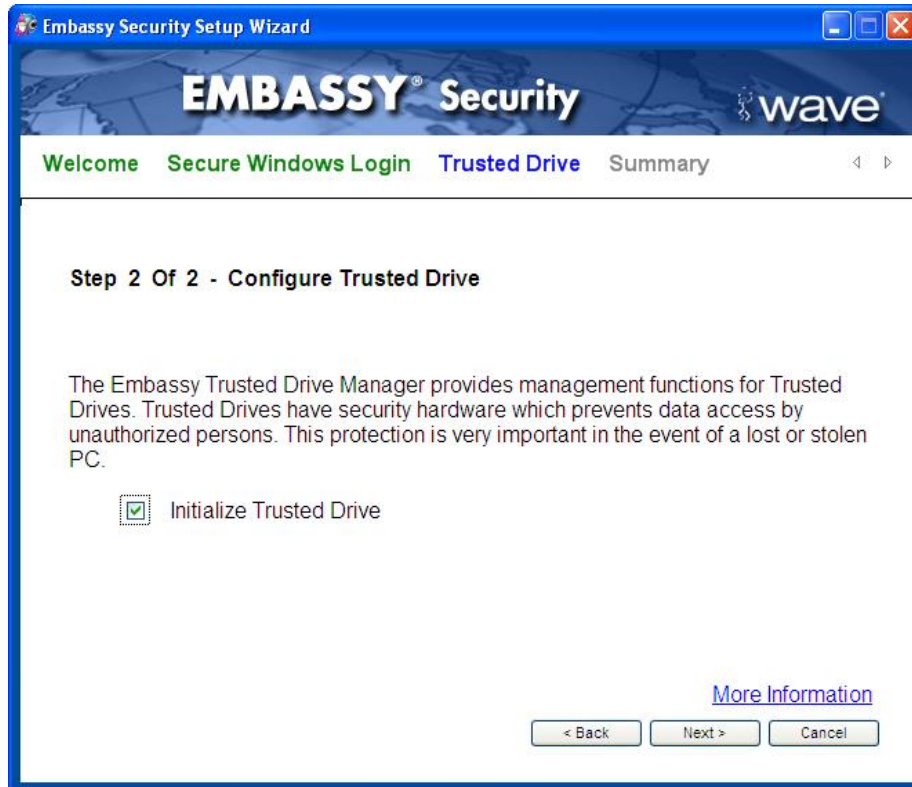 Embassy Security Setup Wizard
EMBASSY® Security
wave
Welcome Secure Windows Login Trusted Drive Summary
Step 2 Of 2 - Configure Trusted Drive
The Embassy Trusted Drive Manager provides management functions for Trusted
Drives. Trusted Drives have security hardware which prevents data access by
unauthorized persons. This protection is very important in the event of a lost or stolen
PC.
Initialize Trusted Drive
More Information
< Back Next > Cancel